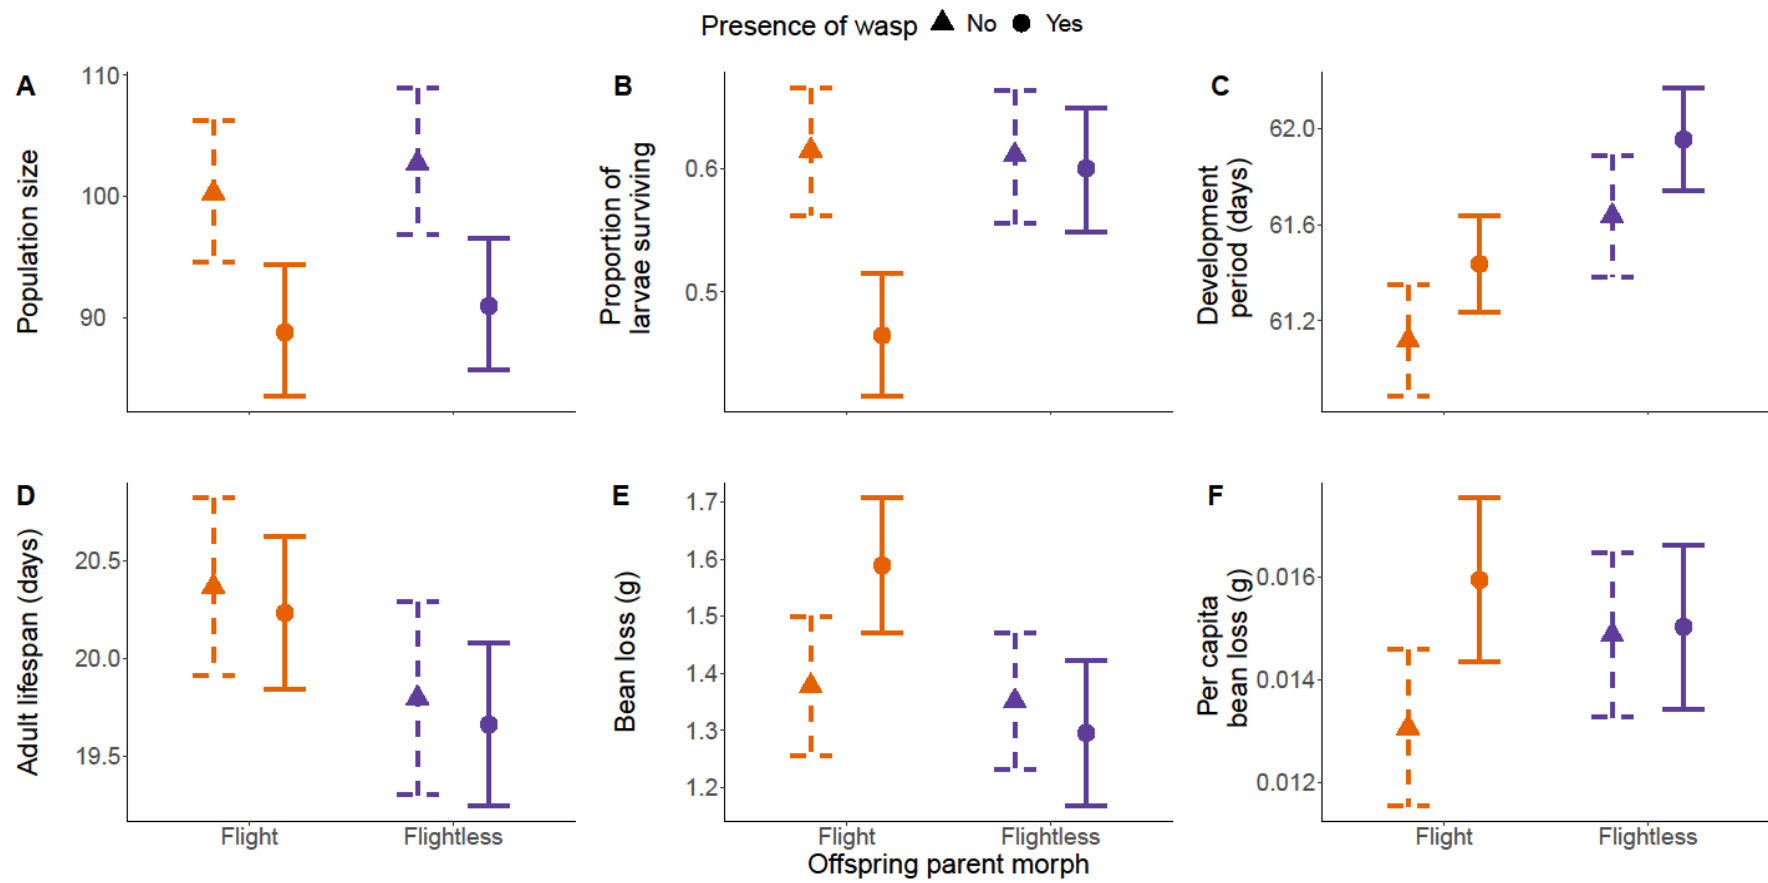 Presence of wasp No Yes
A
Population size
110
100
90
B
Proportion of
larvae surviving
0.6
0.5
C
Development
period (days)
62.0
61.6
61.2
D
Adult lifespan (days)
20.5
20.0
19.5
Flight Flightless
E
Bean loss (g)
1.7
1.6
1.5
1.4
1.3
1.2
Flight Flightless
F
Per capita
bean loss (g)
0.016
0.014
0.012
Flight Flightless
Offspring parent morph